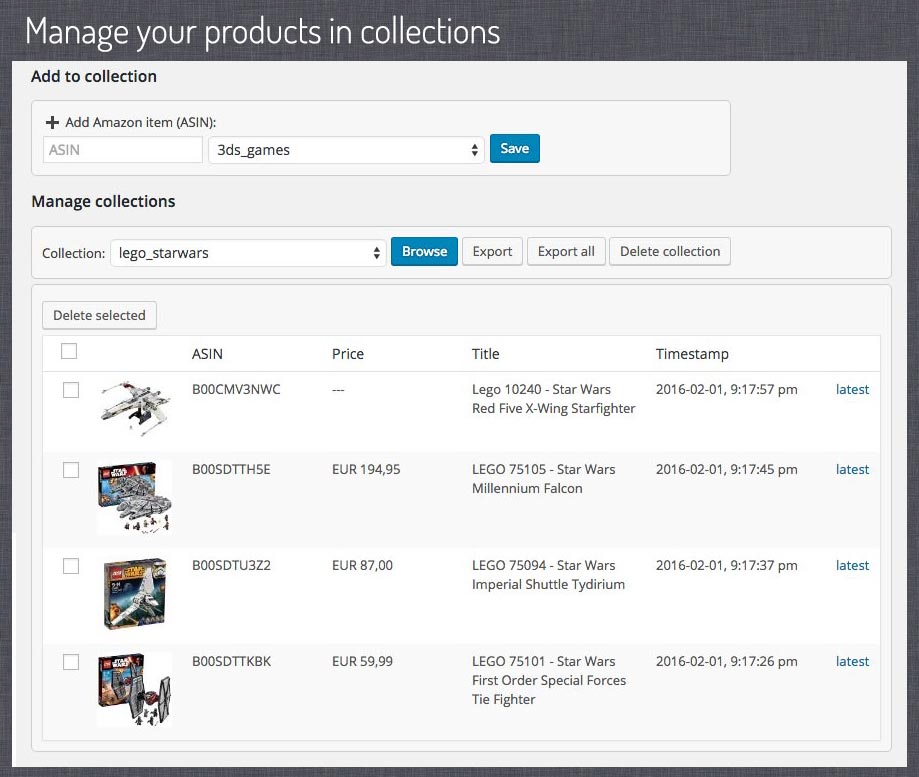 Manage your products in collections
Add to collection
Add Amazon item (ASIN):
ASIN
3ds_games
Save
Manage collections
Collection:
lego_starwars
Browse
Export
Export all
Delete collection
Delete selected
ASIN
Price
Title
Timestamp
B00CMV3NWC
---
Lego 10240 - Star Wars
Red Five X-Wing Starfighter
2016-02-01, 9:17:57 pm
latest
B00SDTTH5E
EUR 194,95
LEGO 75105 - Star Wars
Millennium Falcon
2016-02-01, 9:17:45 pm
latest
B00SDTU3Z2
EUR 87,00
LEGO 75094 - Star Wars
Imperial Shuttle Tydirium
2016-02-01, 9:17:37 pm
latest
B00SDTTKBK
EUR 59,99
LEGO 75101 - Star Wars
First Order Special Forces
Tie Fighter
2016-02-01, 9:17:26 pm
latest